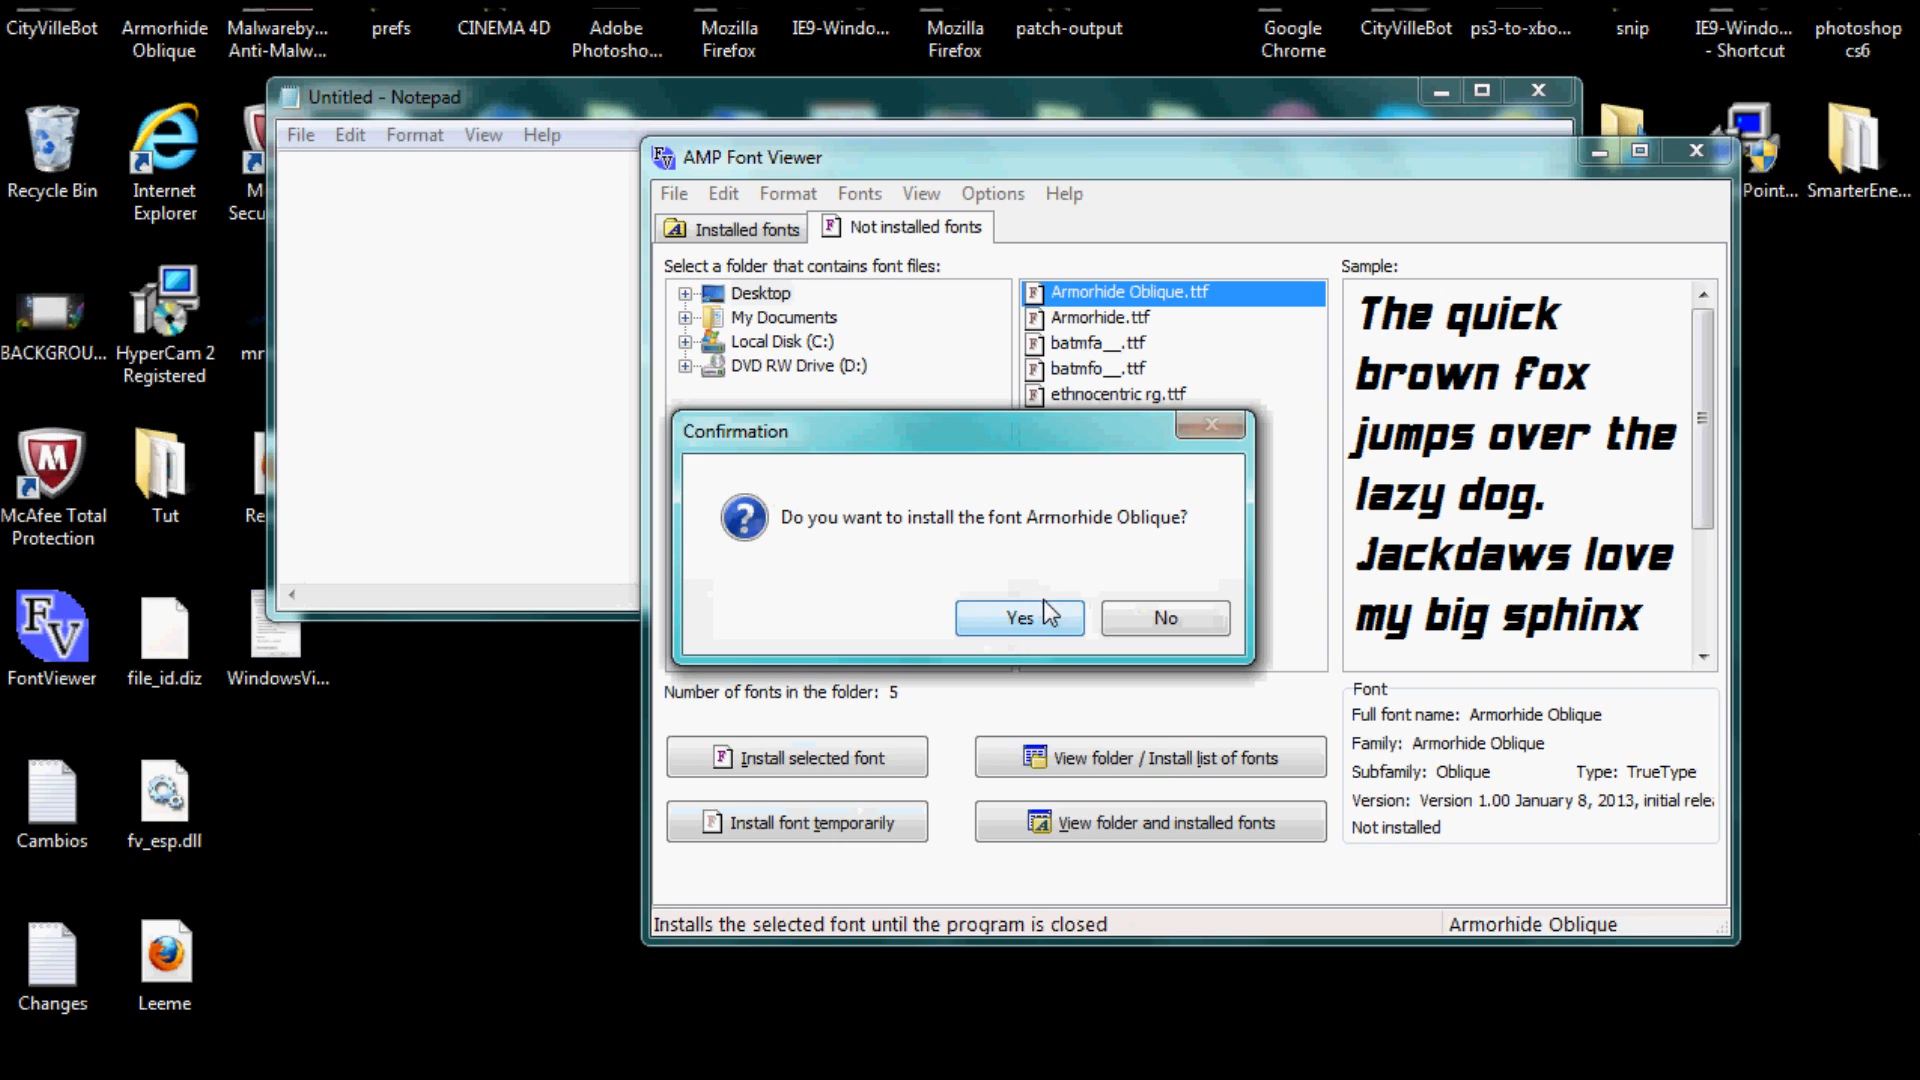 CityVilleBot
Armorhide
Oblique
Malwareby...
Anti-Malw...
prefs
CINEMA 4D
Adobe
Photosho...
Mozilla
Firefox
IE9-Windo...
Mozilla
Firefox
patch-output
Google
Chrome
CityVilleBot
ps3-to-xbo...
snip
IE9-Windo...
- Shortcut
photoshop
cs6
Untitled - Notepad
File Edit Format View Help
Recycle Bin
Internet
Explorer
M
Secu
Point...
SmarterEne...
BACKGROU...
HyperCam 2
Registered
mr
McAfee Total
Protection
Tut
Re
FontViewer
file_id.diz
WindowsVi...
Cambios
fv_esp.dll
Changes
Leeme
AMP Font Viewer
File Edit Format Fonts View Options Help
Installed fonts
Not installed fonts
Select a folder that contains font files:
Desktop
My Documents
Local Disk (C:)
DVD RW Drive (D:)
Armorhide Oblique.ttf
Armorhide.ttf
batmfa__.ttf
batmfo__.ttf
ethnocentric rg.ttf
Sample:
The quick
brown fox
jumps over the
lazy dog.
Jackdaws love
my big sphinx
Confirmation
Do you want to install the font Armorhide Oblique?
Yes
No
Number of fonts in the folder: 5
Install selected font
View folder / Install list of fonts
Install font temporarily
View folder and installed fonts
Font
Full font name: Armorhide Oblique
Family: Armorhide Oblique
Subfamily: Oblique Type: TrueType
Version: Version 1.00 January 8, 2013, initial rele
Not installed
Installs the selected font until the program is closed
Armorhide Oblique